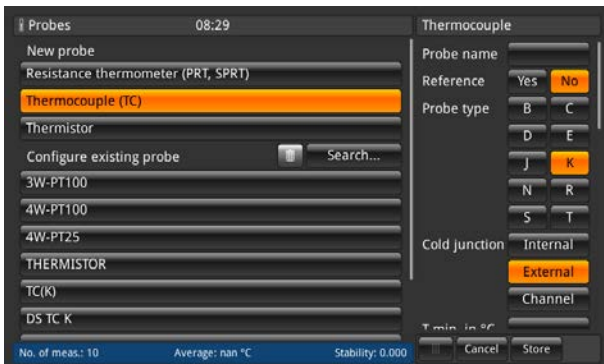 Probes 08:29
New probe
Resistance thermometer (PRT, SPRT)
Thermocouple (TC)
Thermistor
Configure existing probe Search...
3W-PT100
4W-PT100
4W-PT25
THERMISTOR
TC(K)
DS TC K
No. of meas.: 10 Average: nan °C Stability: 0.000
Thermocouple
Probe name
Reference Yes No
Probe type B C
D E
J K
N R
S T
Cold junction Internal
External
Channel
T min. in °C
Cancel Store